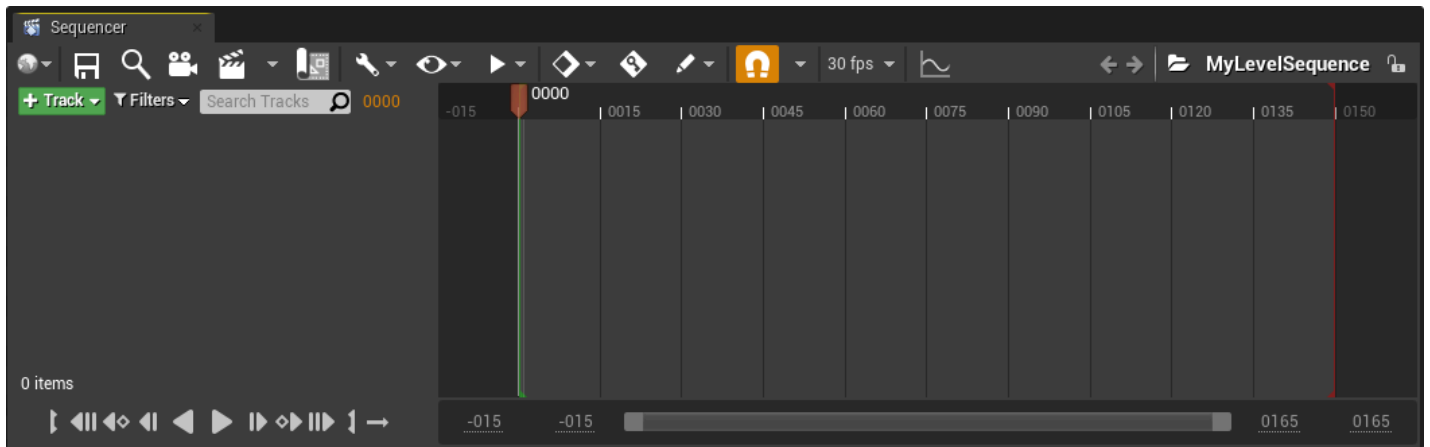 Sequencer
30 fps
MyLevelSequence
+ Track Filters Search Tracks 0000
-015 0000 0015 0030 0045 0060 0075 0090 0105 0120 0135 0150
0 items
-015 -015 0165 0165